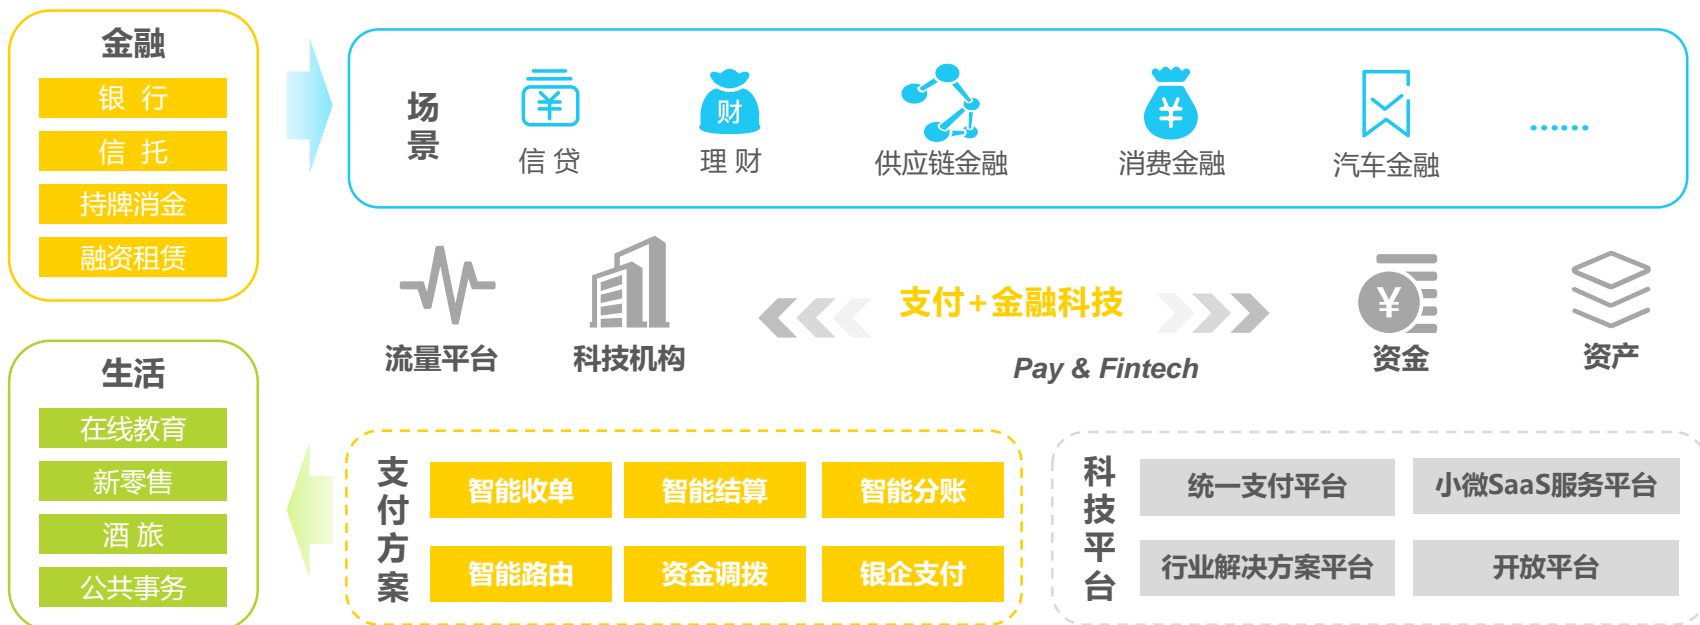 金融
银 行
信 托
持牌消金
融资租赁
生活
在线教育
新零售
酒 旅
公共事务
场景
¥
信 贷
财
理 财
供应链金融
¥
消费金融
汽车金融
......
流量平台
科技机构
支付+金融科技
Pay & Fintech
¥
资金
资产
支付方案
智能收单
智能结算
智能分账
智能路由
资金调拨
银企支付
科技平台
统一支付平台
小微SaaS服务平台
行业解决方案平台
开放平台